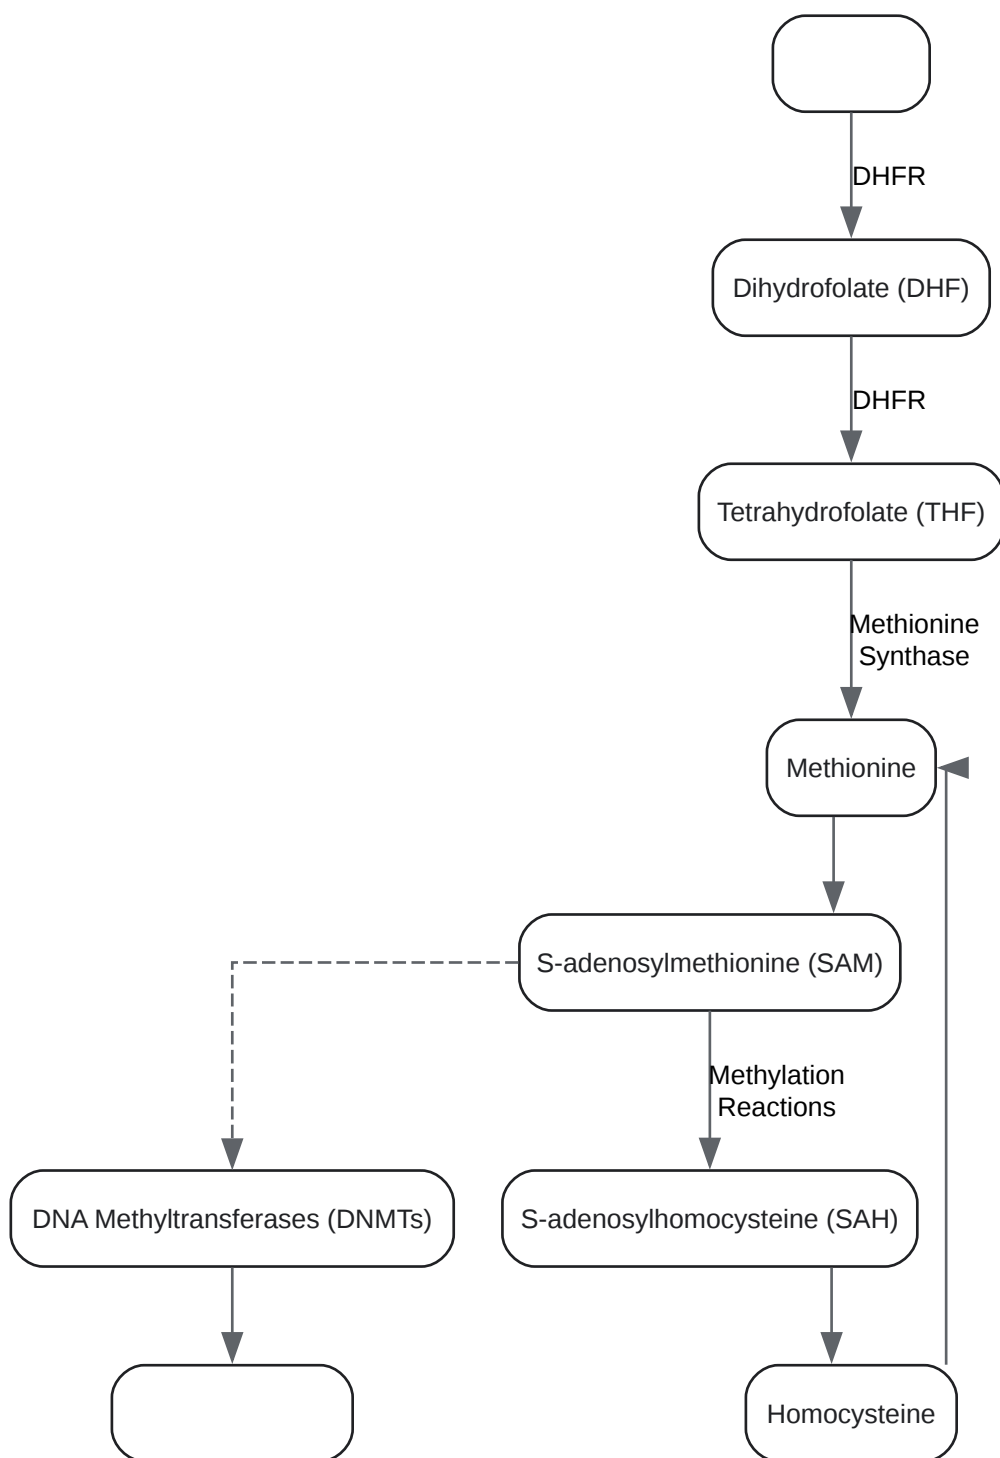 DHFR
Dihydrofolate (DHF)
DHFR
Tetrahydrofolate (THF)
Methionine
Synthase
Methionine
S-adenosylmethionine (SAM)
Methylation
Reactions
DNA Methyltransferases (DNMTs)
S-adenosylhomocysteine (SAH)
Homocysteine